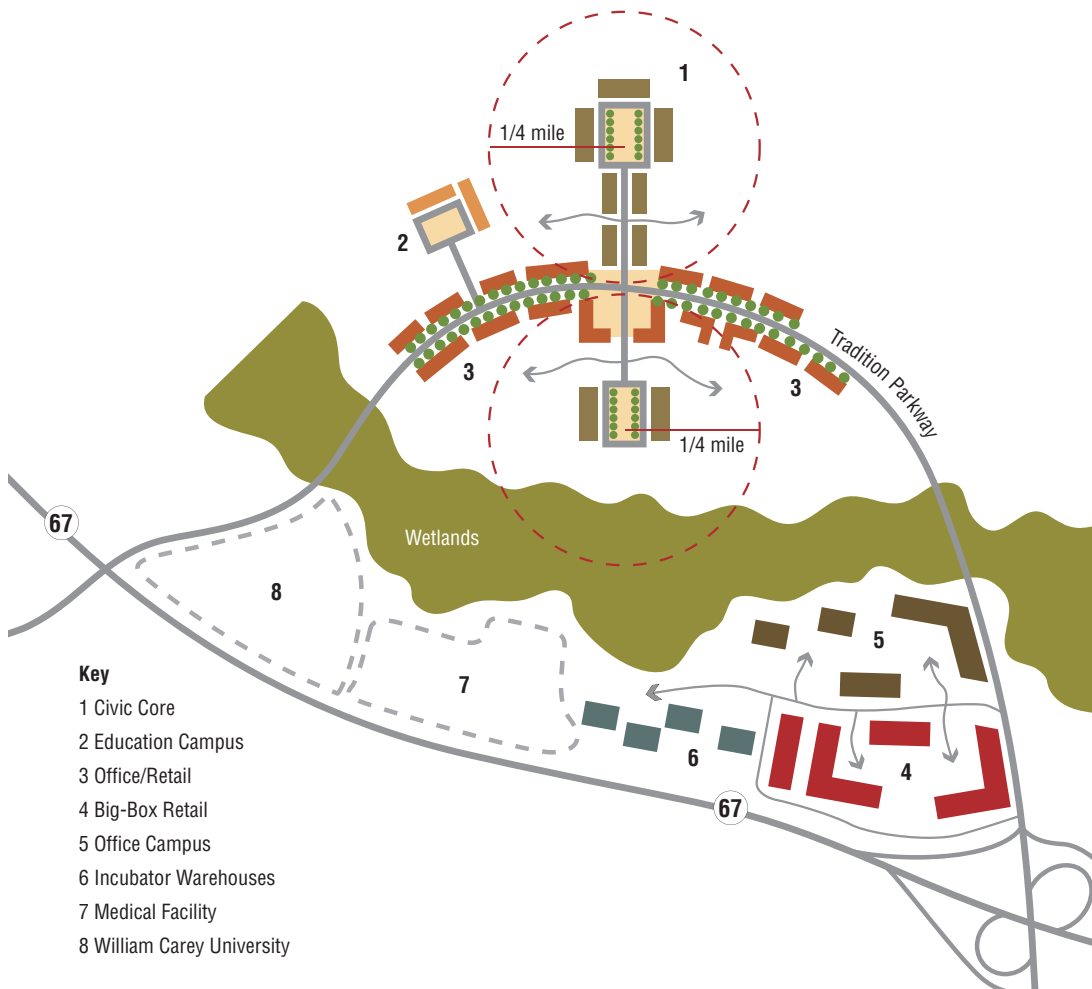 1
1/4 mile
2
3
3
Tradition Parkway
1/4 mile
67
Wetlands
8
5
7
6
4
67
Key
1 Civic Core
2 Education Campus
3 Office/Retail
4 Big-Box Retail
5 Office Campus
6 Incubator Warehouses
7 Medical Facility
8 William Carey University